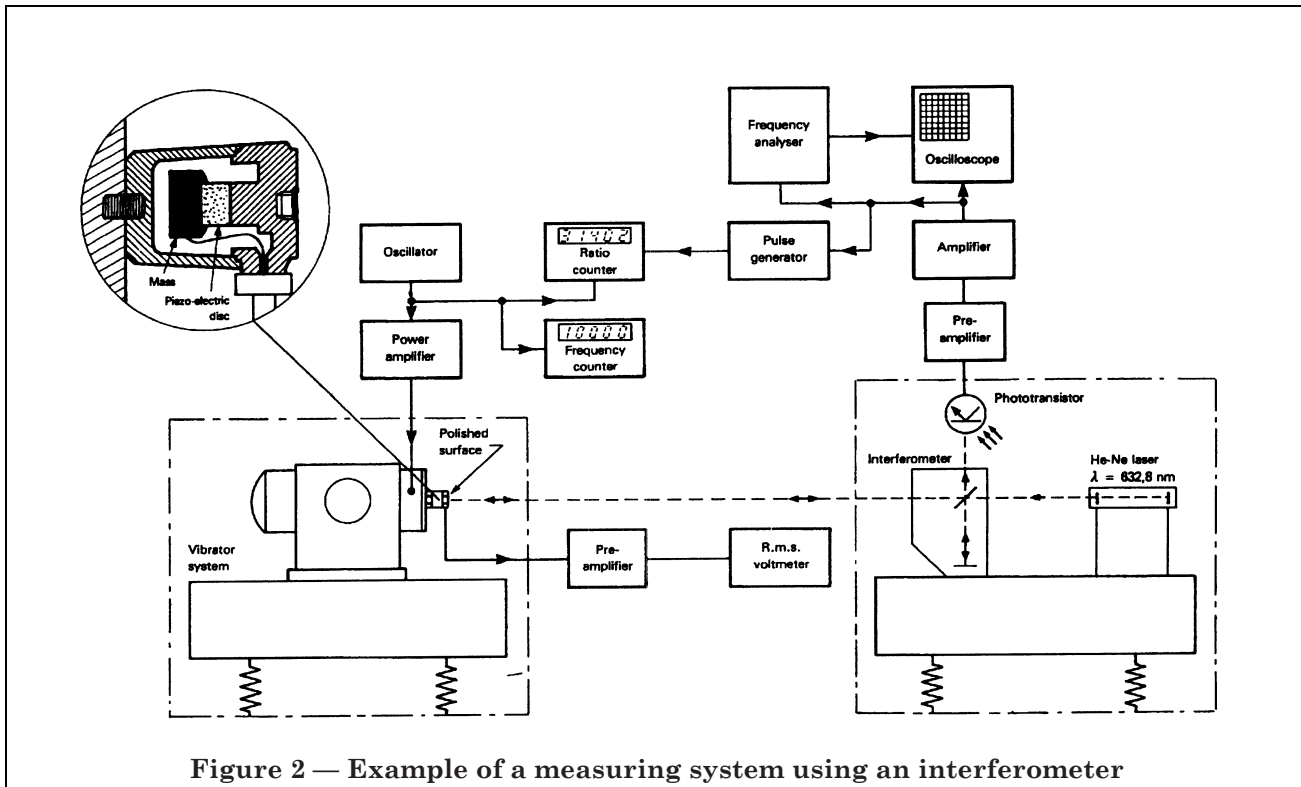 Frequency
analyser
Oscilloscope
Oscillator
31402
Ratio
counter
Pulse
generator
Amplifier
Mass
Piezo-electric
disc
Power
amplifier
10000
Frequency
counter
Pre-
amplifier
Phototransistor
Polished
surface
Interferometer
He-Ne laser
λ = 632,8 nm
Vibrator
system
Pre-
amplifier
R.m.s.
voltmeter
Figure 2 — Example of a measuring system using an interferometer